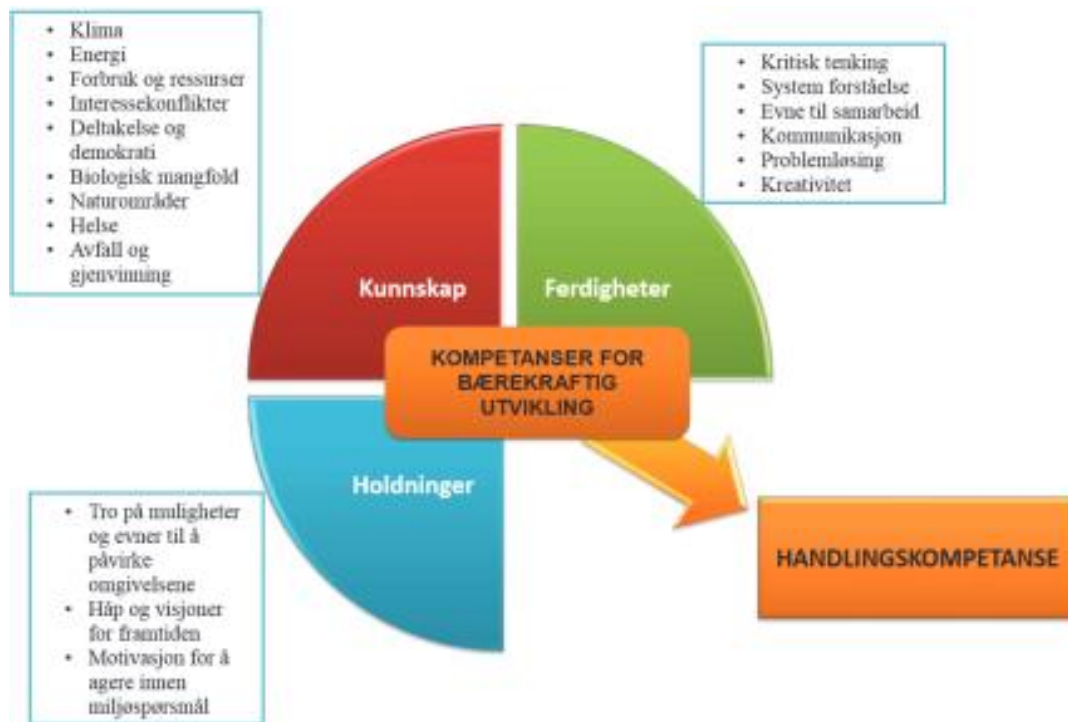 • Klima
• Energi
• Forbruk og ressurser
• Interessekonflikter
• Deltakelse og
demokrati
• Biologisk mangfold
• Naturområder
• Helse
• Avfall og
gjenvinning
• Kritisk tenking
• System forståelse
• Evne til samarbeid
• Kommunikasjon
• Problemløsing
• Kreativitet
Kunnskap
Ferdigheter
KOMPETANSER FOR
BÆREKRAFTIG
UTVIKLING
Holdninger
• Tro på muligheter
og evner til å
påvirke
omgivelsene
• Håp og visjoner
for framtiden
• Motivasjon for å
agere innen
miljøspørsmål
HANDLINGSKOMPETANSE